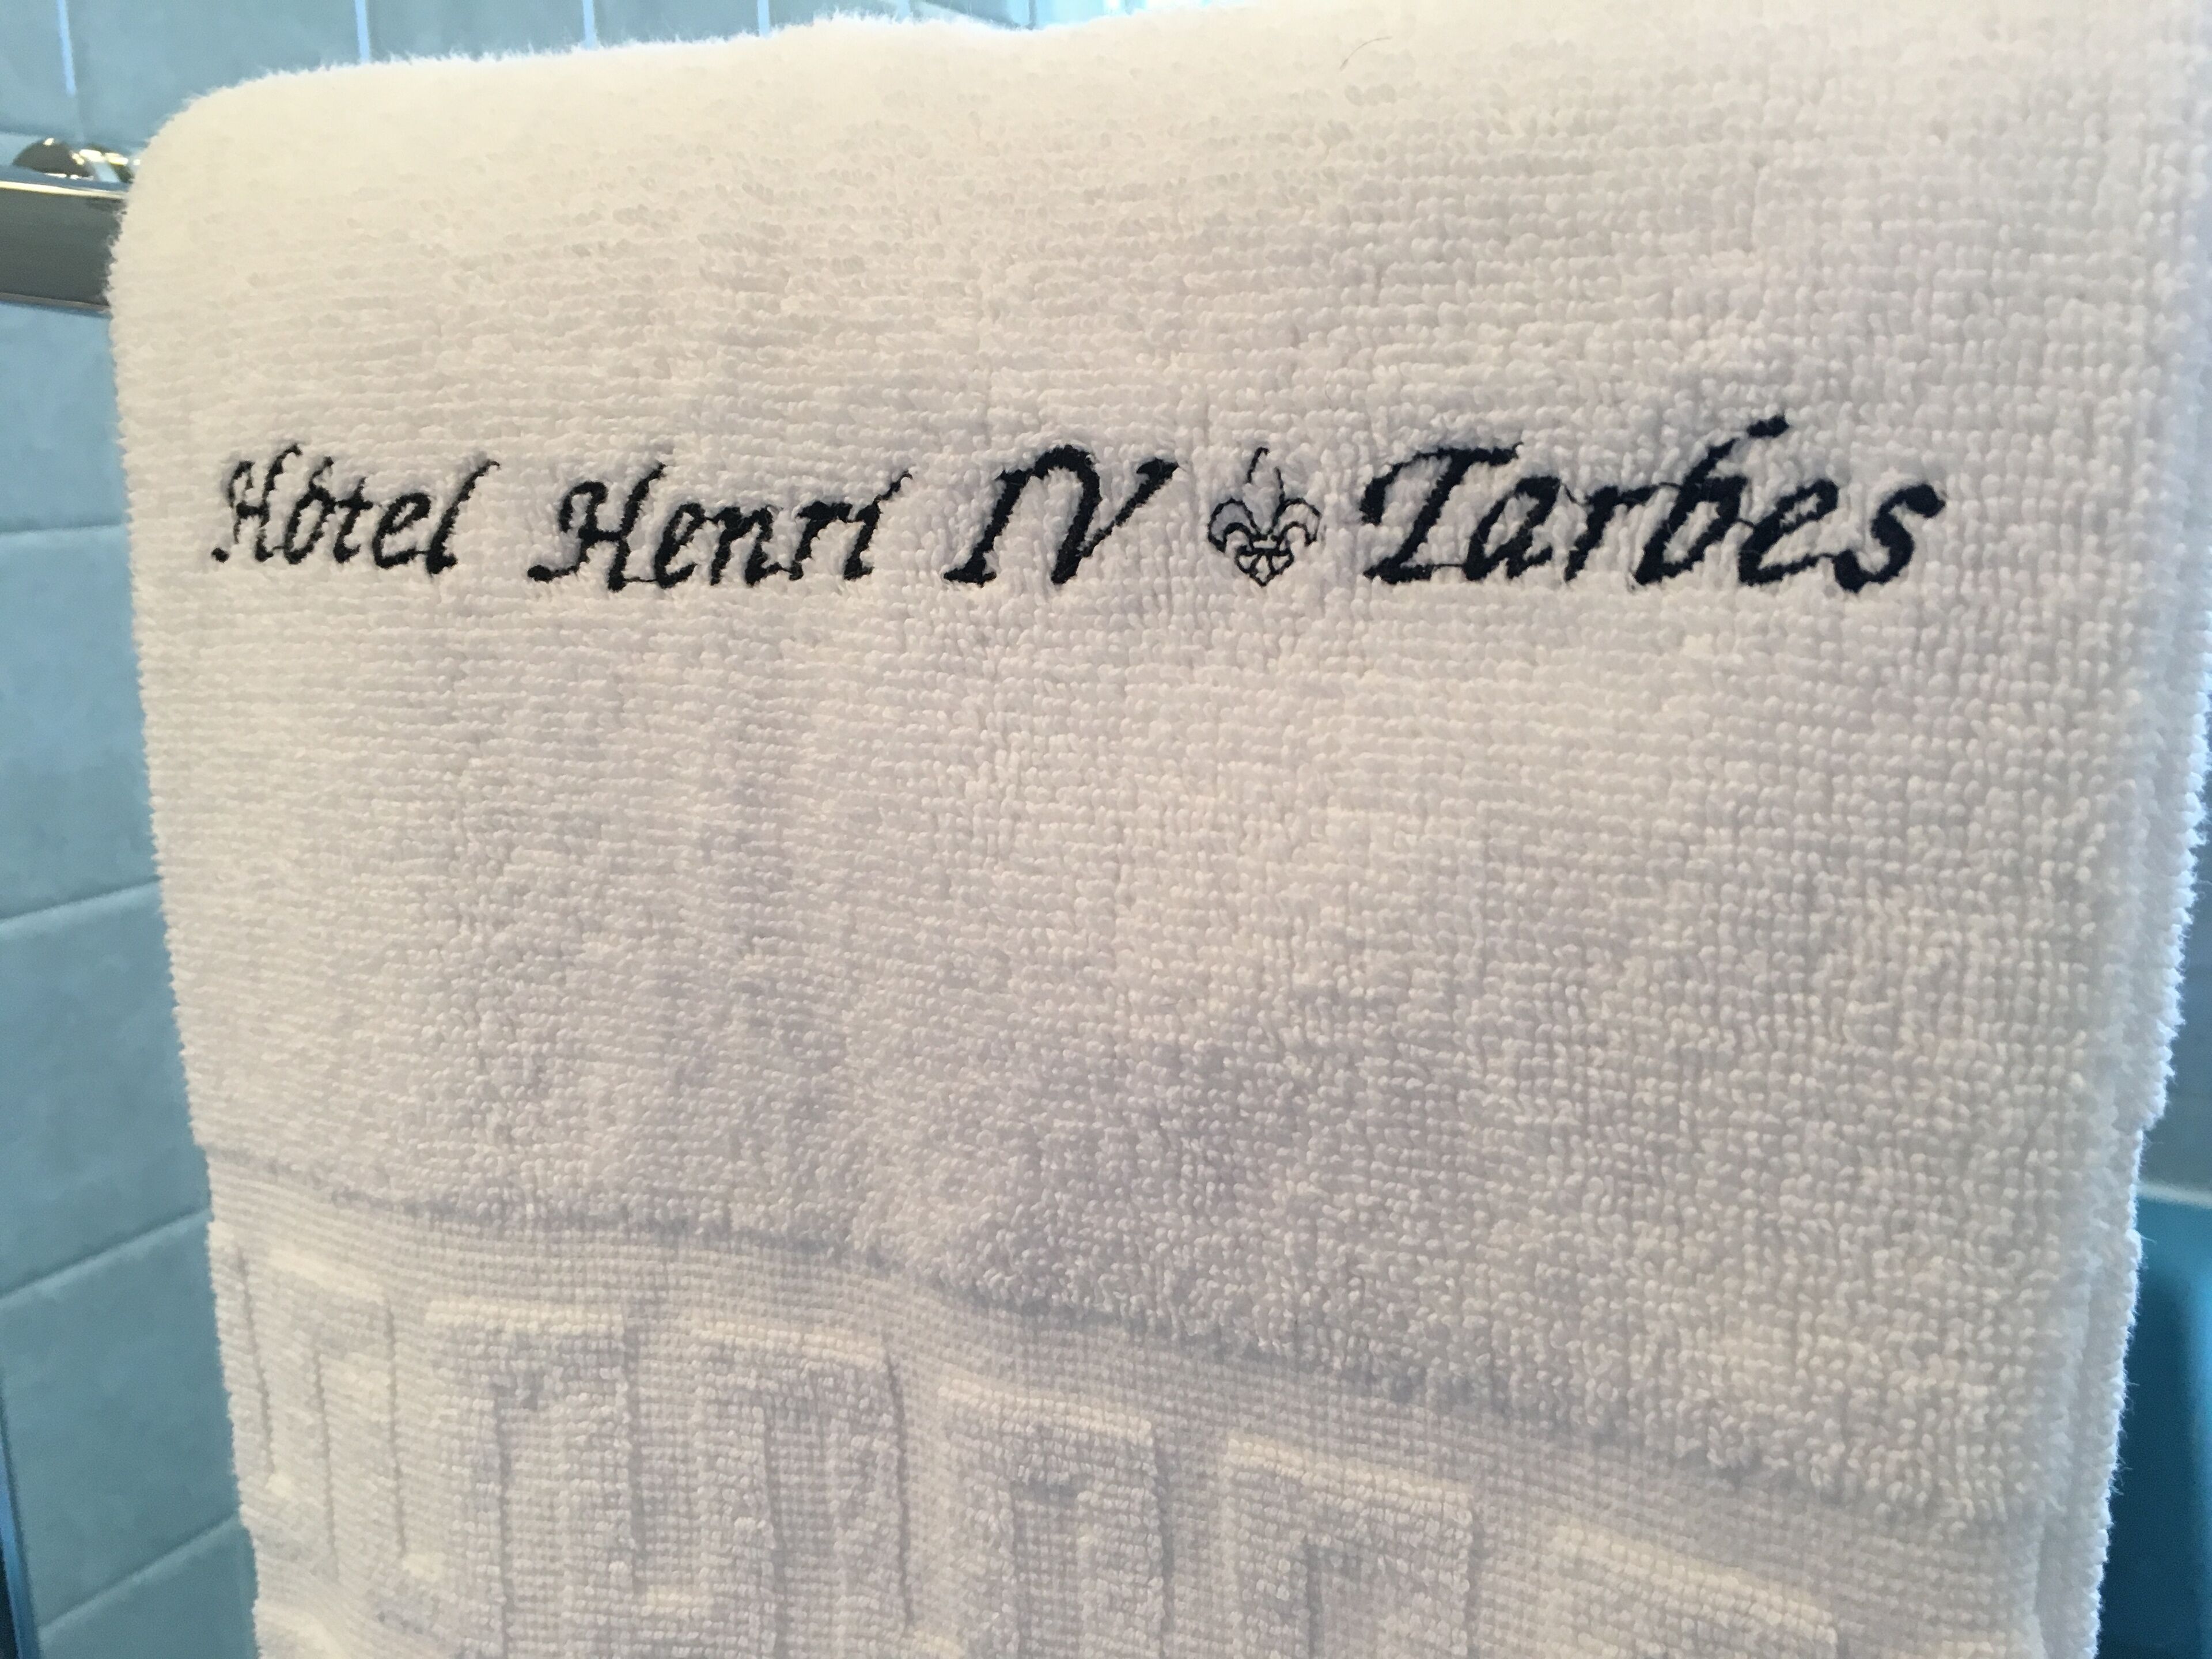 Hôtel Henri IV ⚜ Tarbes